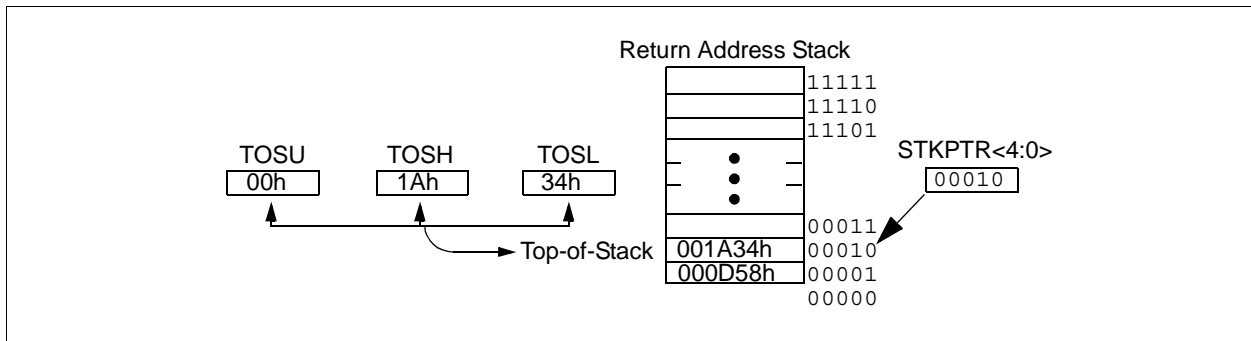 Return Address Stack
11111
11110
11101
TOSU TOSH TOSL STKPTR<4:0>
00h 1Ah 34h 00010
00011
Top-of-Stack 001A34h 00010
000D58h 00001
00000